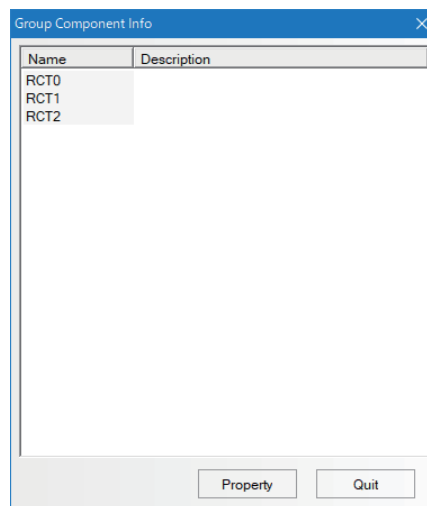 Group Component Info
Name Description
RCT0
RCT1
RCT2
Property Quit